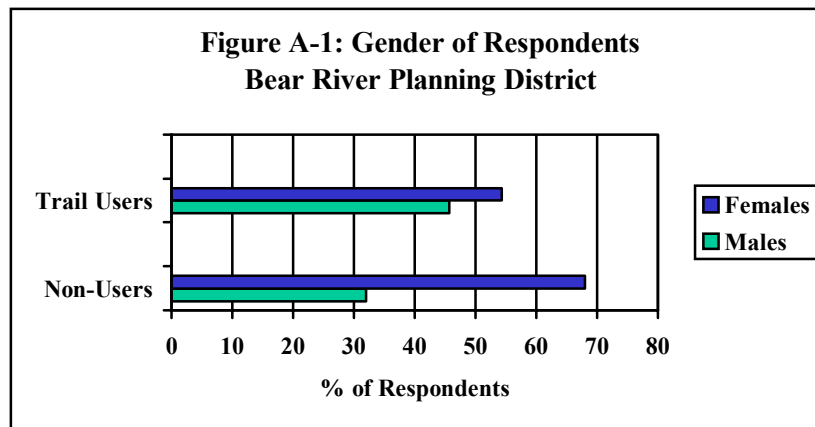 Figure A-1: Gender of Respondents
Bear River Planning District
Trail Users
Non-Users
Females
Males
0 10 20 30 40 50 60 70 80
% of Respondents